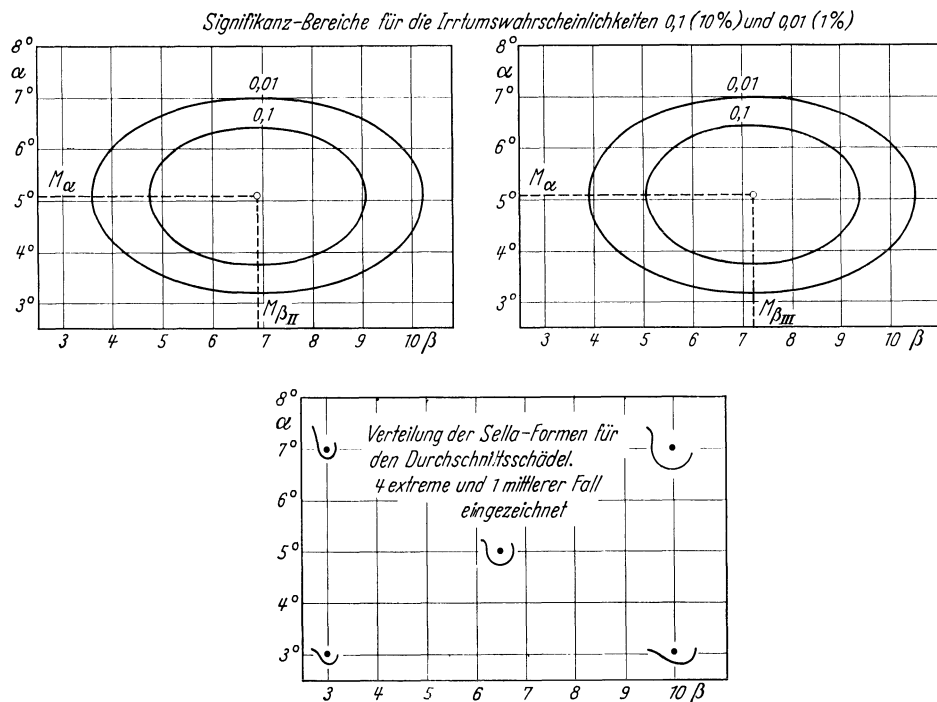 Signifikanz-Bereiche für die Irrtumswahrscheinlichkeiten 0,1 (10%) und 0,01 (1%)
8°
α
7°
6°
5°
4°
3°
0,01
0,1
Mα
MβII
3 4 5 6 7 8 9 10 β
8°
α
7°
6°
5°
4°
3°
0,01
0,1
Mα
MβIII
3 4 5 6 7 8 9 10 β
8°
α
7°
6°
5°
4°
3°
Verteilung der Sella-Formen für
den Durchschnittsschädel.
4 extreme und 1 mittlerer Fall
eingezeichnet
3 4 5 6 7 8 9 10 β